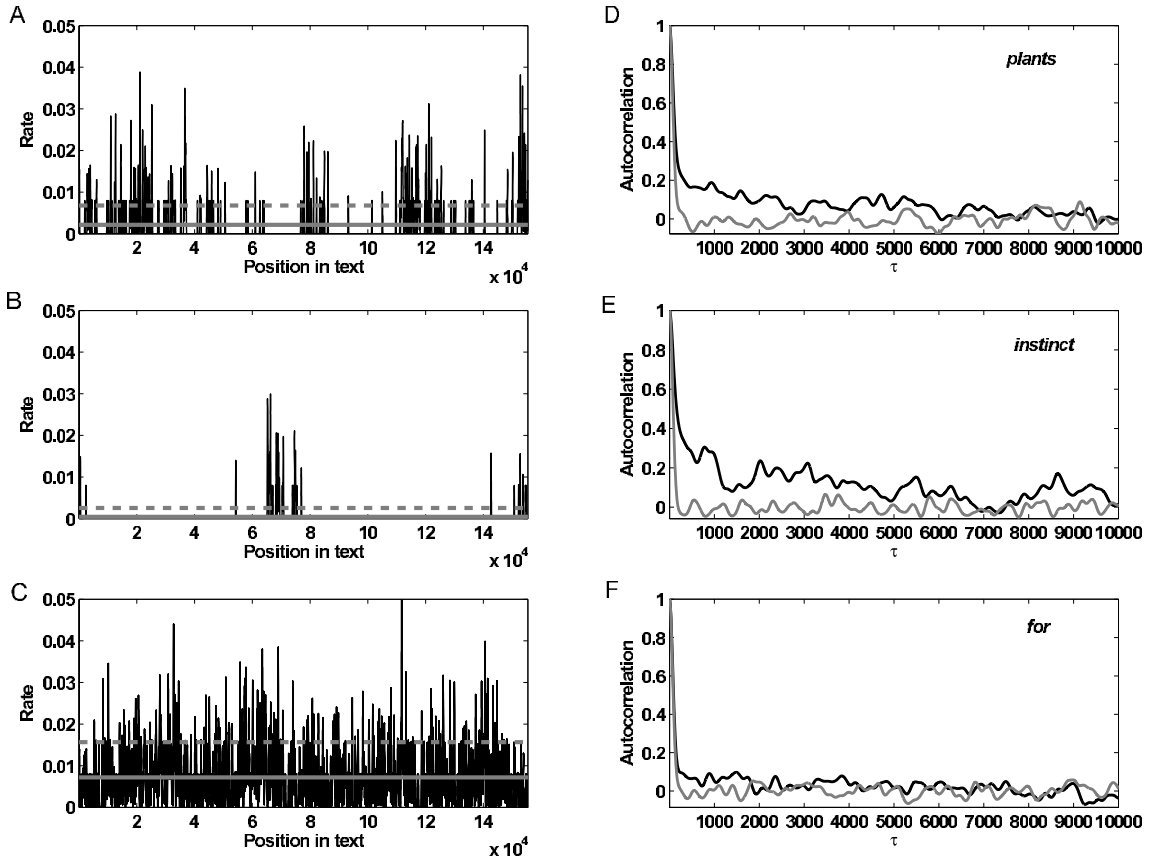 A
0.05
0.04
0.03
0.02
0.01
0
Rate
2 4 6 8 10 12 14
Position in text
x 10^4
D
1
0.8
0.6
0.4
0.2
0
Autocorrelation
plants
1000 2000 3000 4000 5000 6000 7000 8000 9000 10000
τ
B
0.05
0.04
0.03
0.02
0.01
0
Rate
2 4 6 8 10 12 14
Position in text
x 10^4
E
1
0.8
0.6
0.4
0.2
0
Autocorrelation
instinct
1000 2000 3000 4000 5000 6000 7000 8000 9000 10000
τ
C
0.05
0.04
0.03
0.02
0.01
0
Rate
2 4 6 8 10 12 14
Position in text
x 10^4
F
1
0.8
0.6
0.4
0.2
0
Autocorrelation
for
1000 2000 3000 4000 5000 6000 7000 8000 9000 10000
τ